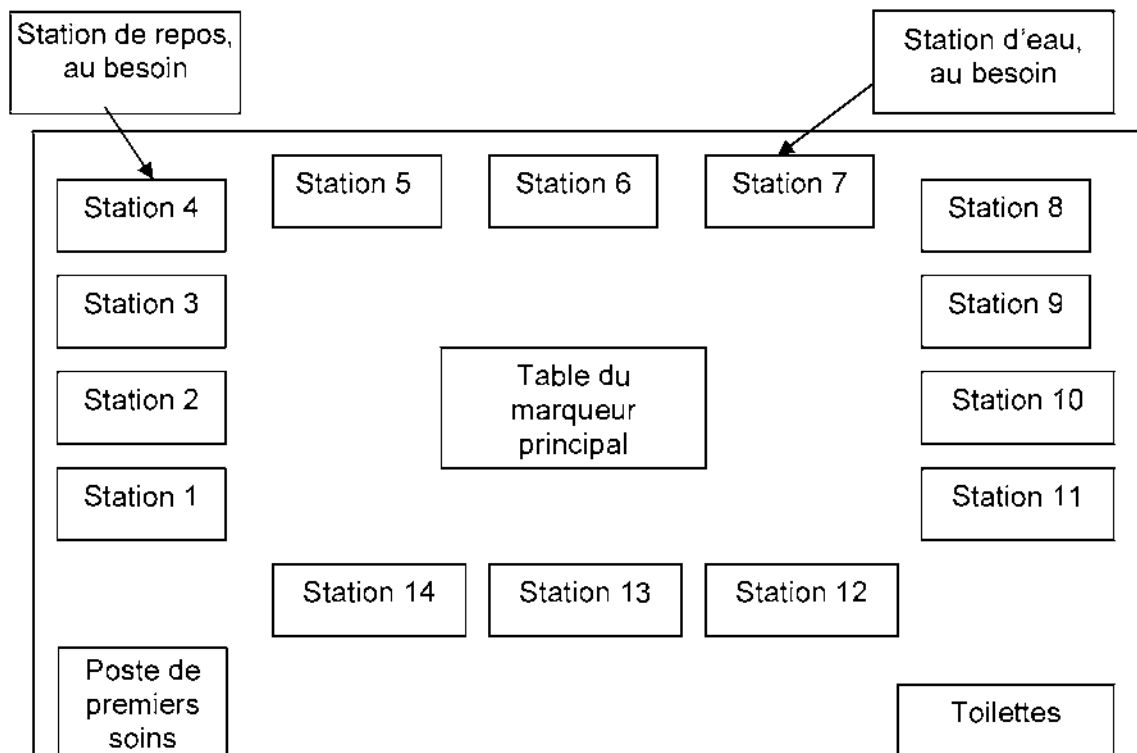 Station de repos,
au besoin
Station d'eau,
au besoin
Station 5
Station 6
Station 7
Station 4
Station 8
Station 3
Station 9
Table du
marqueur
principal
Station 2
Station 10
Station 1
Station 11
Station 14
Station 13
Station 12
Poste de
premiers
soins
Toilettes